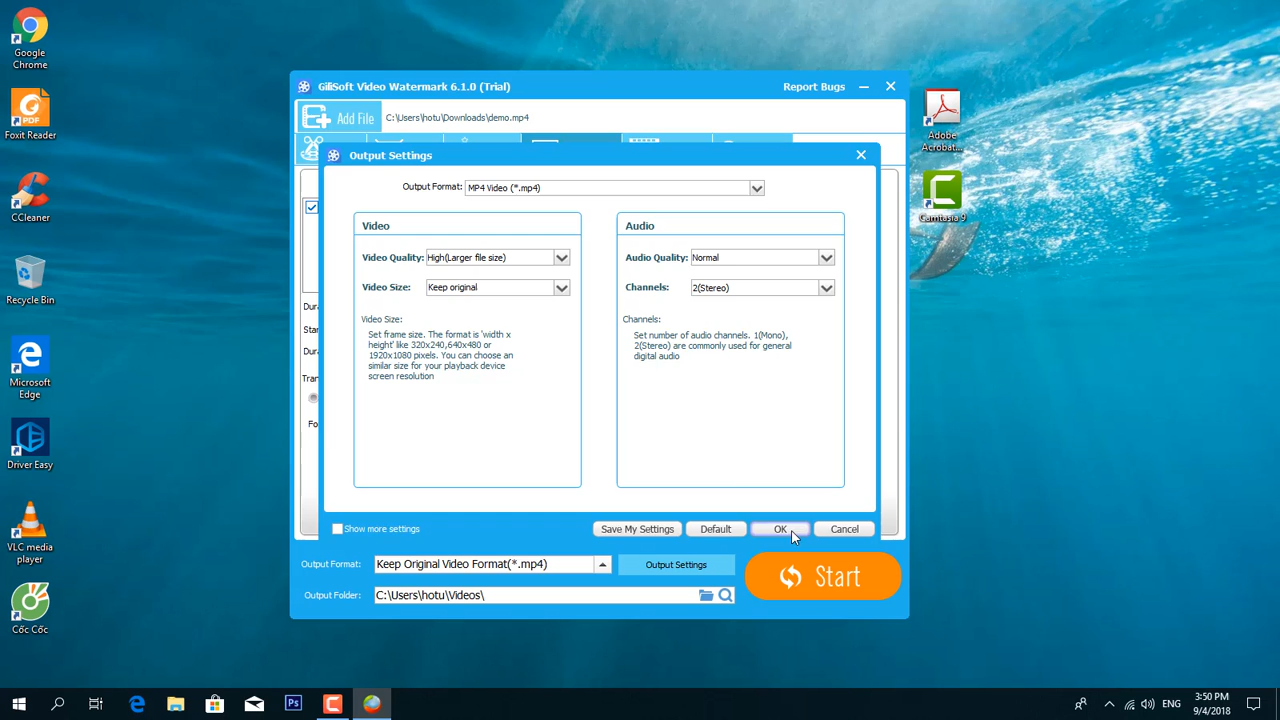 Google
Chrome
Foxit Reader
CCleaner
Recycle Bin
Microsoft
Edge
Driver Easy
VLC media
player
Cốc Cốc
Adobe
Acrobat...
Camtasia 9
GiliSoft Video Watermark 6.1.0 (Trial)
Report Bugs
Add File
C:\Users\hotu\Downloads\demo.mp4
Output Settings
Output Format:
MP4 Video (*.mp4)
Video
Video Quality:
High(Larger file size)
Video Size:
Keep original
Video Size:
Set frame size. The format is 'width x
height' like 320x240,640x480 or
1920x1080 pixels. You can choose an
similar size for your playback device
screen resolution
Audio
Audio Quality:
Normal
Channels:
2(Stereo)
Channels:
Set number of audio channels. 1(Mono),
2(Stereo) are commonly used for general
digital audio
Dura
Star
Dura
Tran
Fo
Show more settings
Save My Settings
Default
OK
Cancel
Output Format:
Keep Original Video Format(*.mp4)
Output Settings
Start
Output Folder:
C:\Users\hotu\Videos\
PDF
Ps
ENG
3:50 PM
9/4/2018